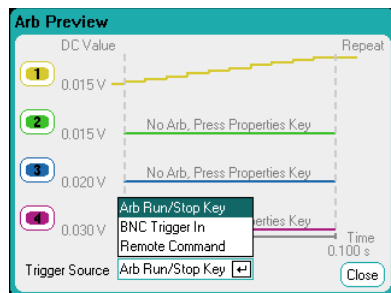 Arb Preview
DC Value Repeat
1 0.015 V
2 0.015 V No Arb, Press Properties Key
3 0.020 V No Arb, Press Properties Key
4 0.030 V erties Key
Arb Run/Stop Key
BNC Trigger In
Remote Command
Time
0.100 s
Trigger Source Arb Run/Stop Key Close